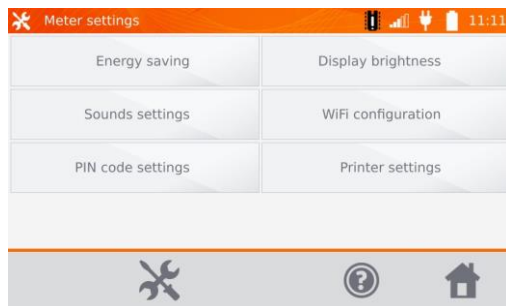 Meter settings 11:11
Energy saving Display brightness
Sounds settings WiFi configuration
PIN code settings Printer settings